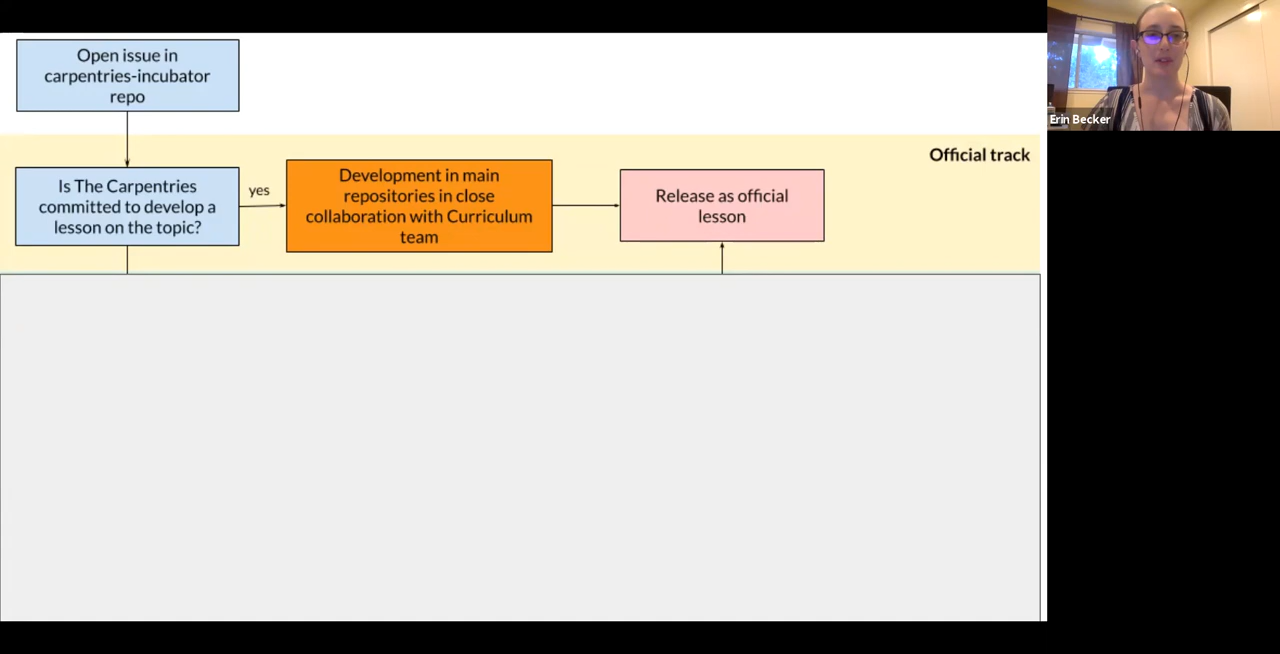 Open issue in
carpentries-incubator
repo
Erin Becker
Official track
Is The Carpentries
committed to develop a
lesson on the topic?
yes
Development in main
repositories in close
collaboration with Curriculum
team
Release as official
lesson